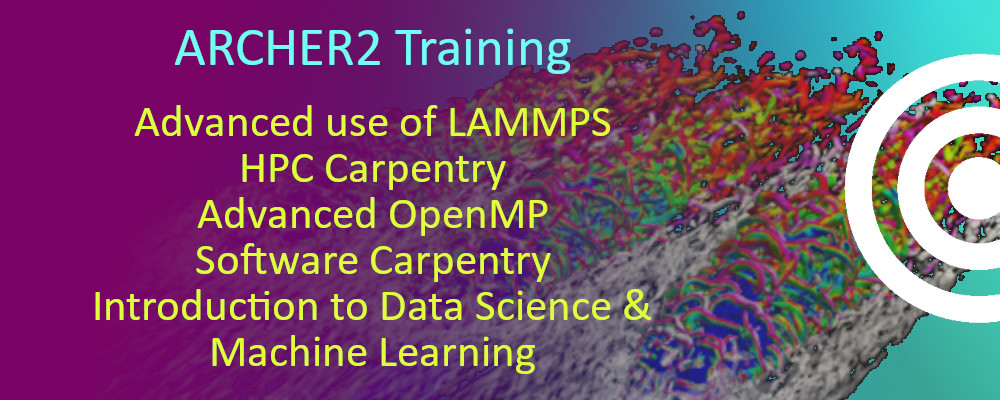 ARCHER2 Training
Advanced use of LAMMPS
HPC Carpentry
Advanced OpenMP
Software Carpentry
Introduction to Data Science &
Machine Learning